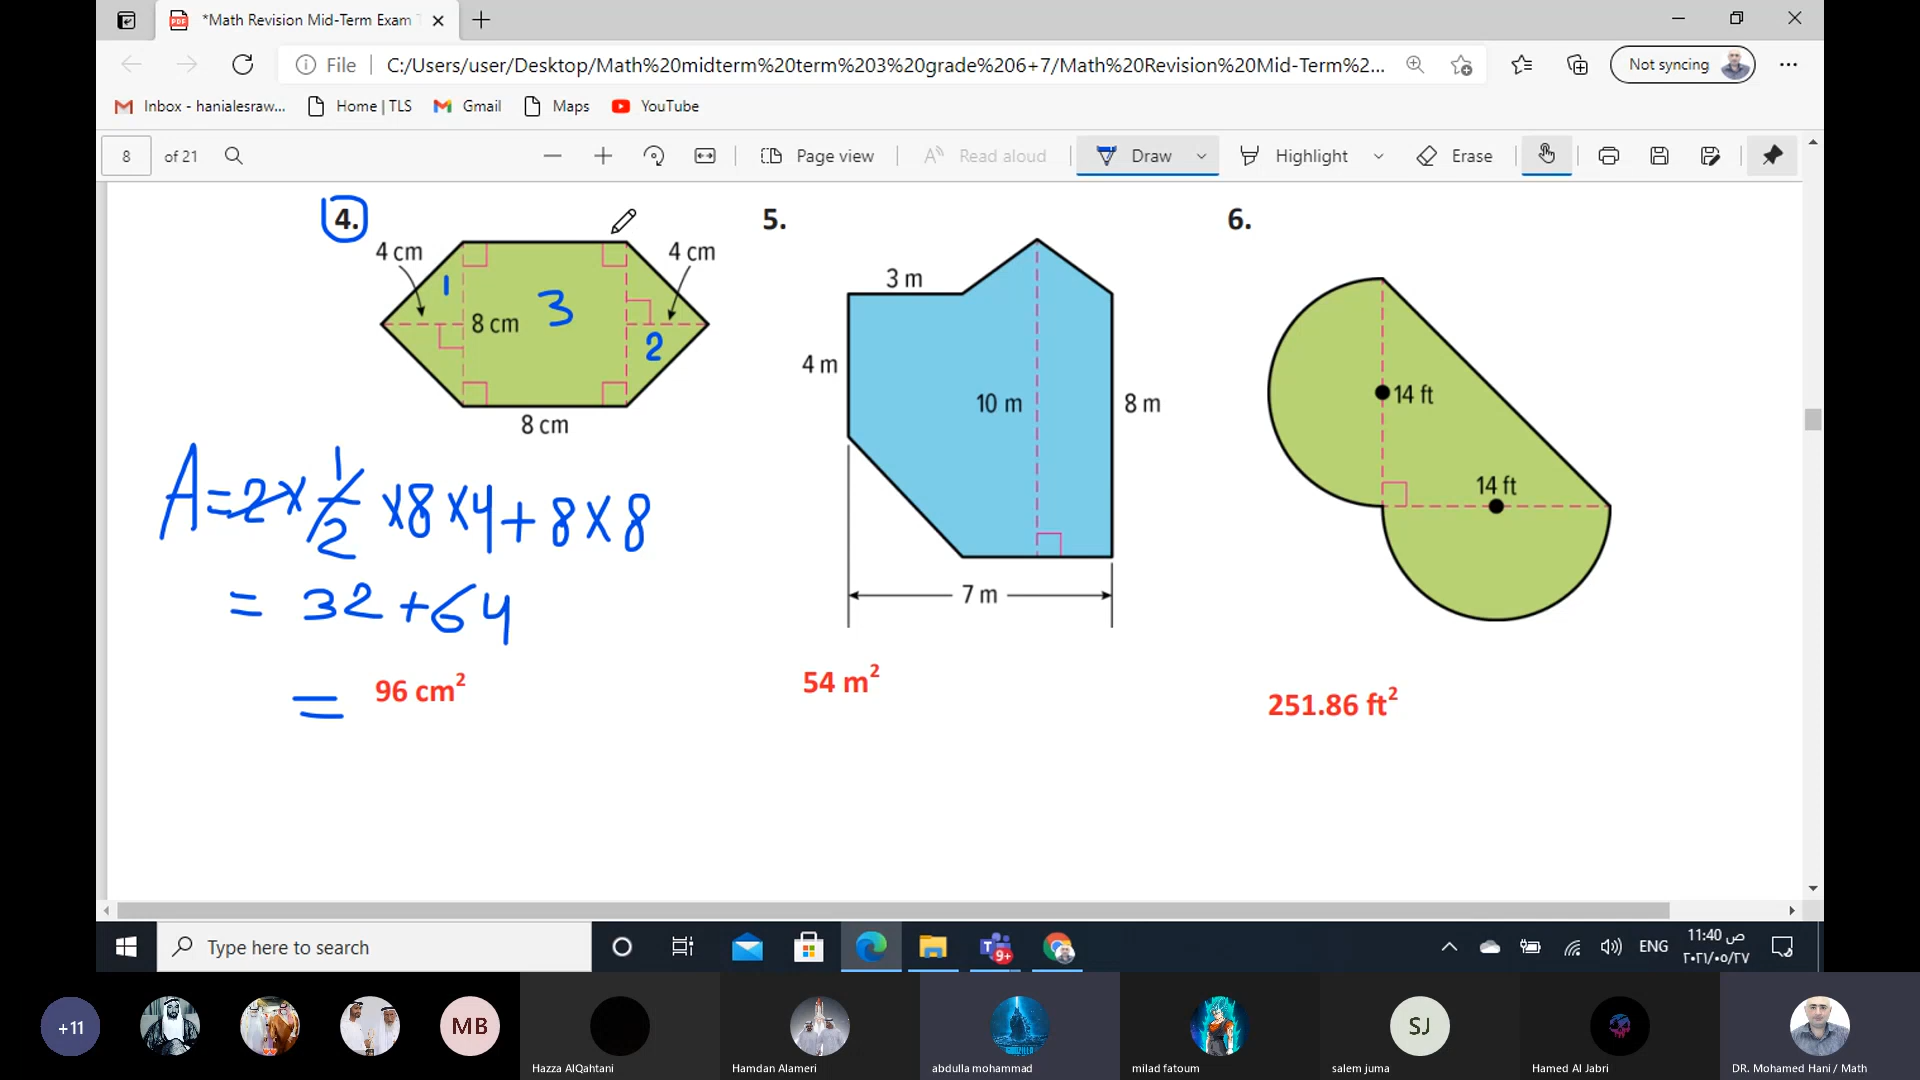 *Math Revision Mid-Term Exam T
File
C:/Users/user/Desktop/Math%20midterm%20term%203%20grade%206+7/Math%20Revision%20Mid-Term%2...
Not syncing
Inbox - hanialesraw...
Home | TLS
Gmail
Maps
YouTube
8
of 21
Page view
Read aloud
Draw
Highlight
Erase
4.
4 cm
4 cm
1
3
8 cm
2
8 cm
A=2×1/2×8×4+8×8
= 32+64
=
96 cm²
5.
3 m
4 m
10 m
8 m
7 m
54 m²
6.
14 ft
14 ft
251.86 ft²
Type here to search
9+
ENG
11:40 ص
٢٠٢١/٠٥/٢٧
+11
MB
Hazza AlQahtani
Hamdan Alameri
GODZILLA
abdulla mohammad
milad fatoum
SJ
salem juma
Hamed Al Jabri
DR. Mohamed Hani / Math